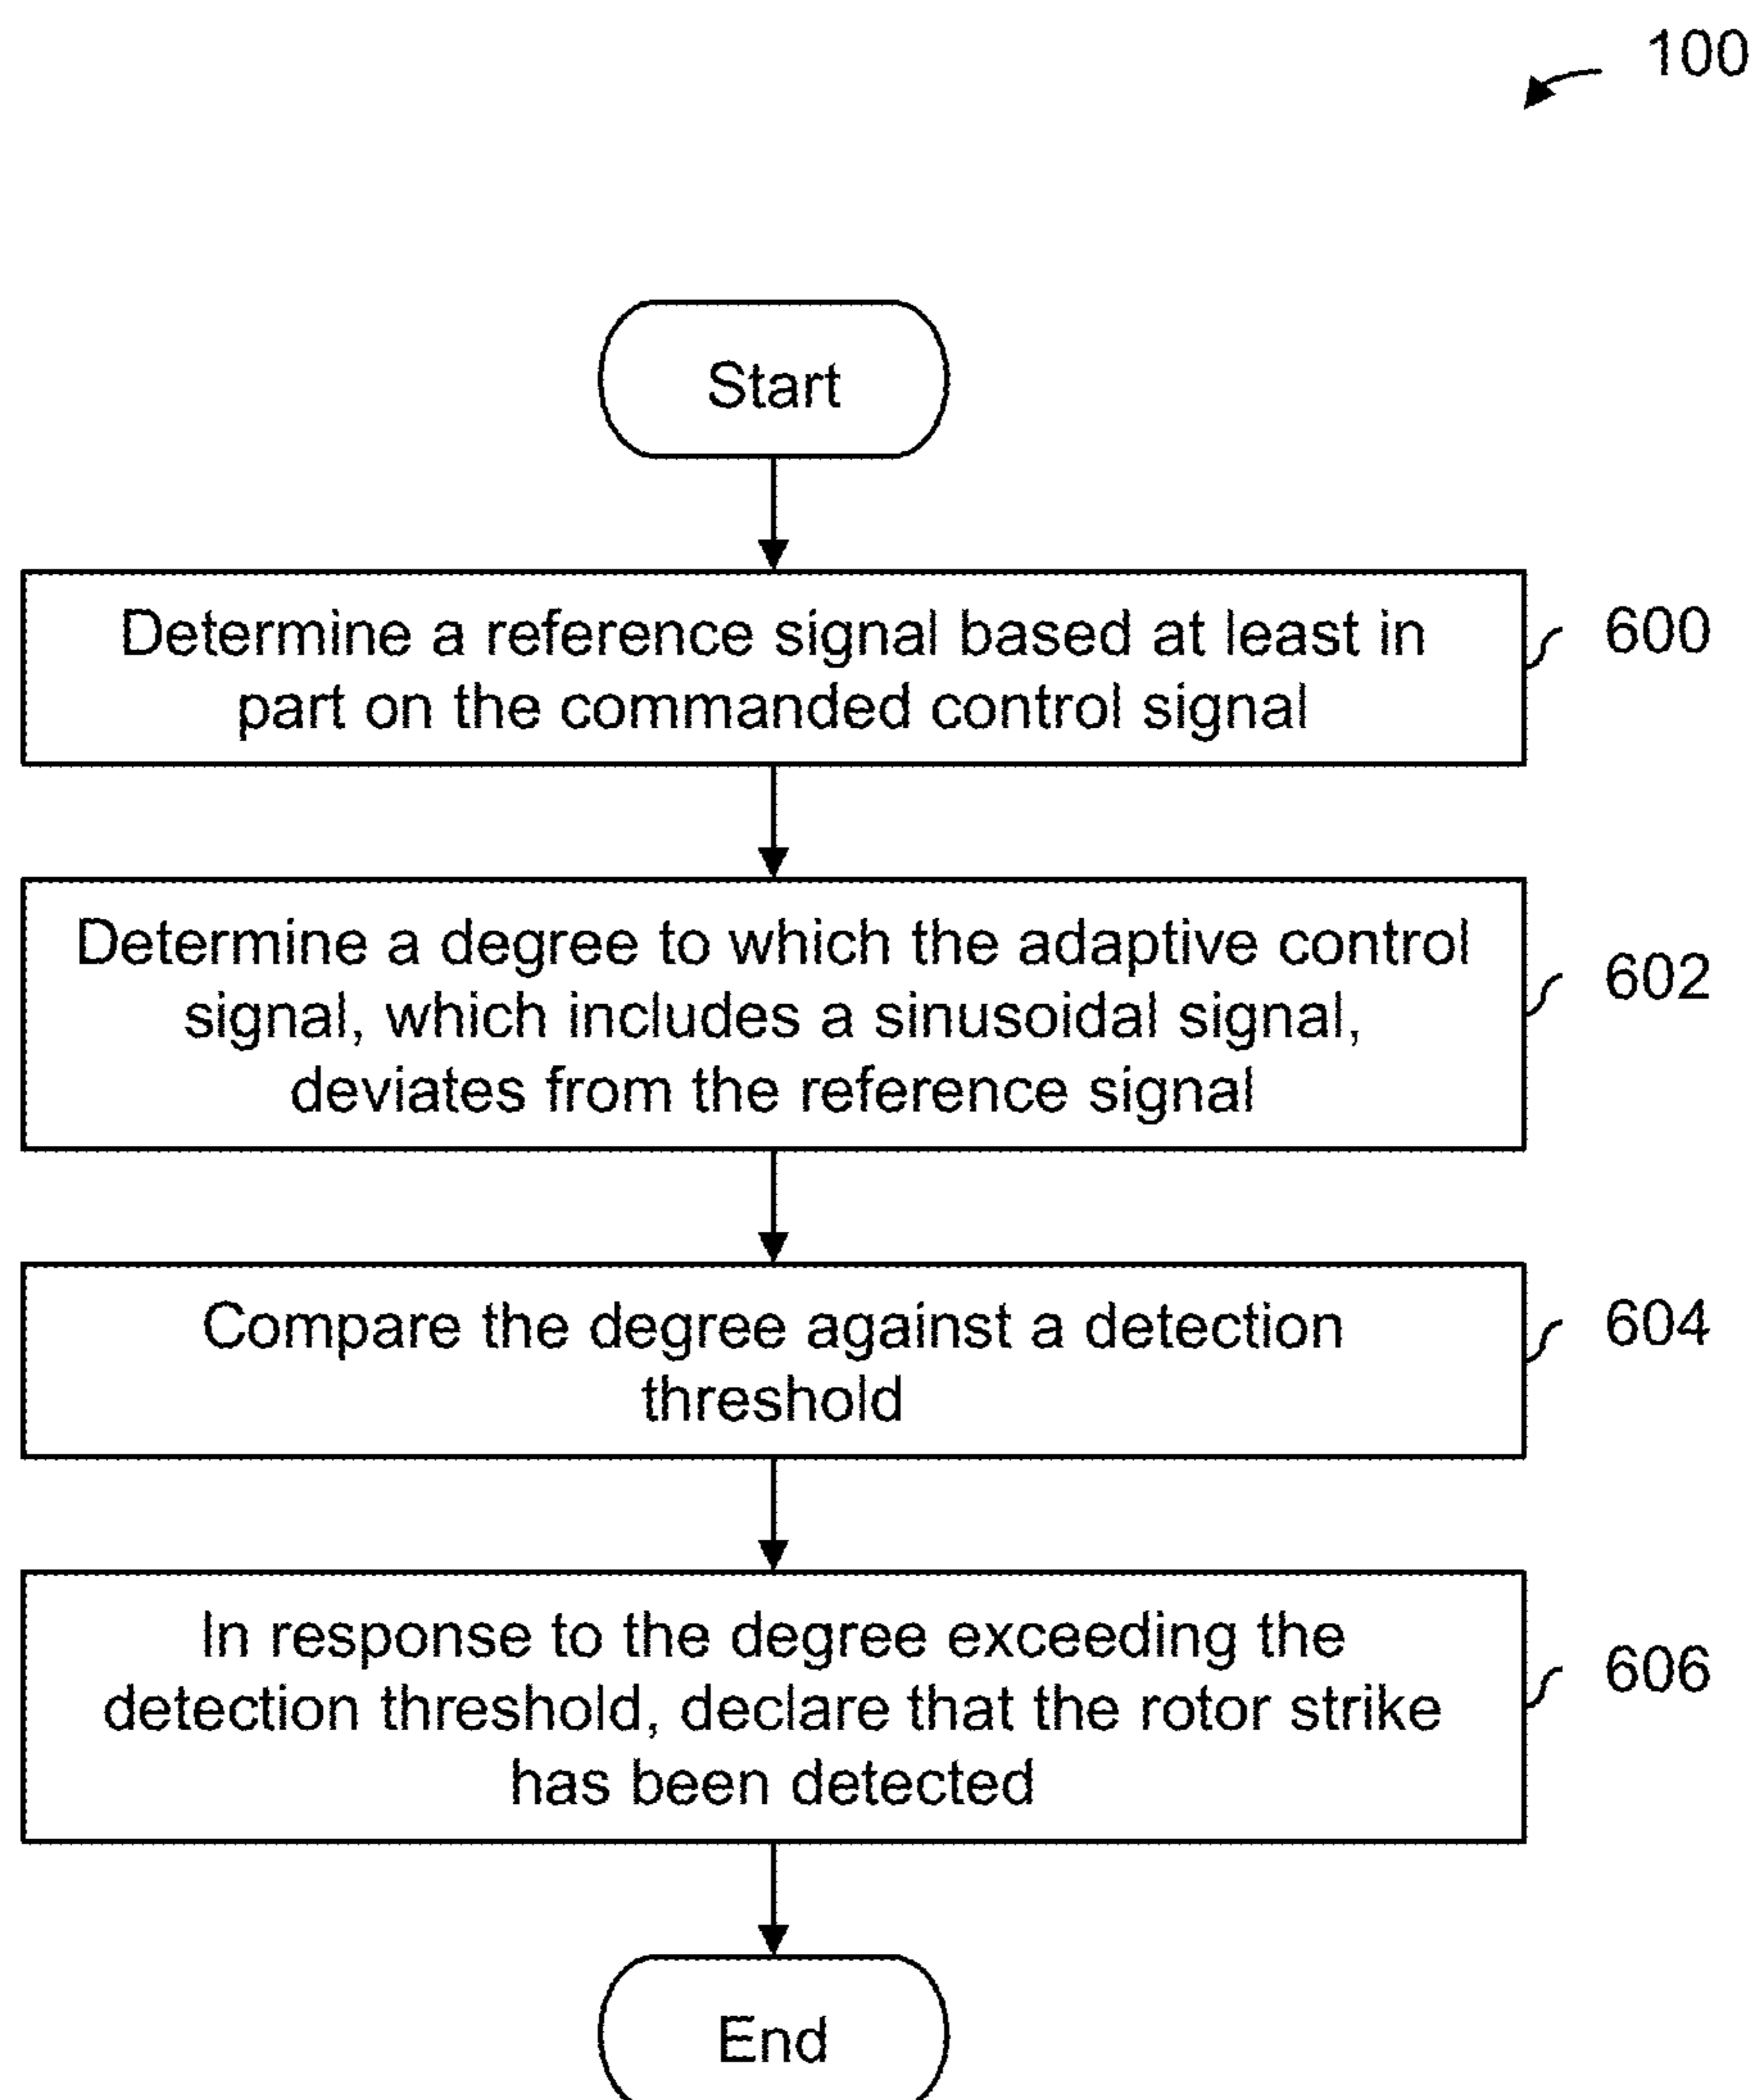 100
Start
Determine a reference signal based at least in
part on the commanded control signal
600
Determine a degree to which the adaptive control
signal, which includes a sinusoidal signal,
deviates from the reference signal
602
Compare the degree against a detection
threshold
604
In response to the degree exceeding the
detection threshold, declare that the rotor strike
has been detected
606
End